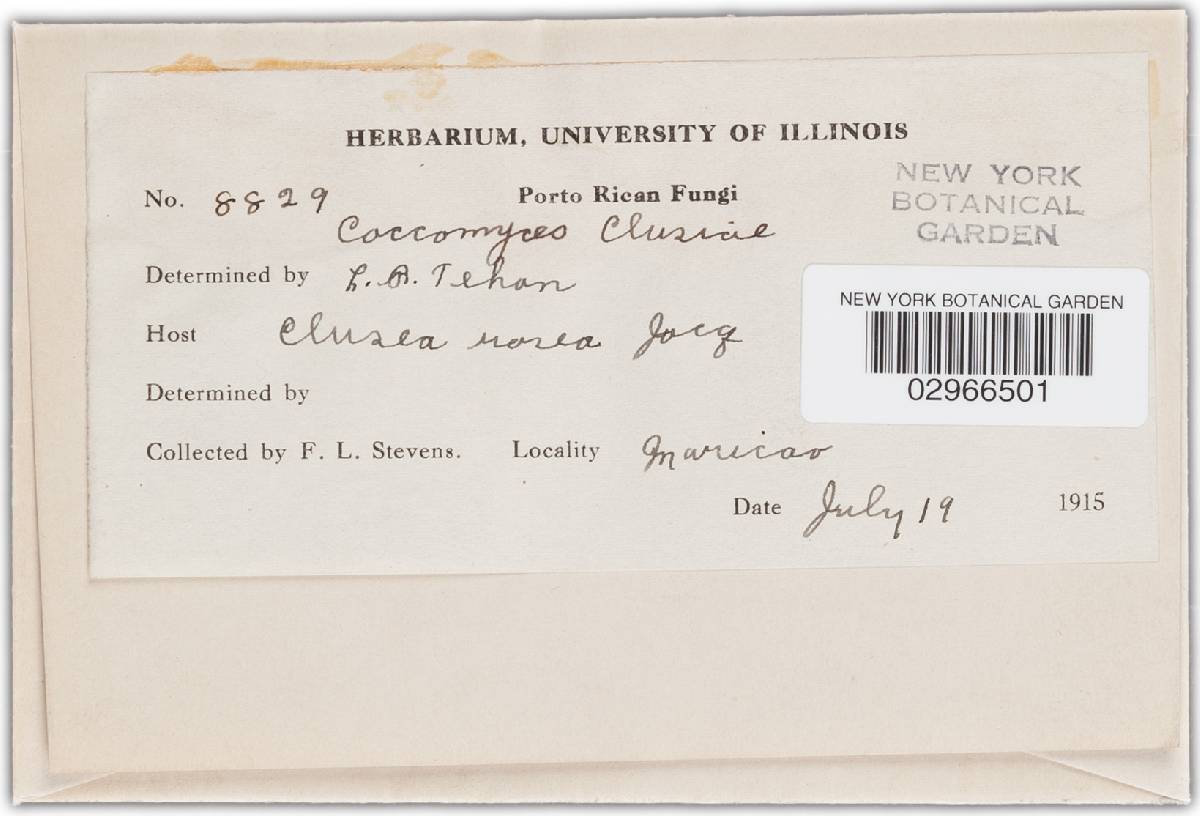 HERBARIUM, UNIVERSITY OF ILLINOIS
No. 8829 Porto Rican Fungi
NEW YORK
BOTANICAL
GARDEN
Coccomyces Clusiae
Determined by L. R. Tehon
Host Clusea rosea Jacq
NEW YORK BOTANICAL GARDEN
02966501
Determined by
Collected by F. L. Stevens. Locality Maricao
Date July 19 1915